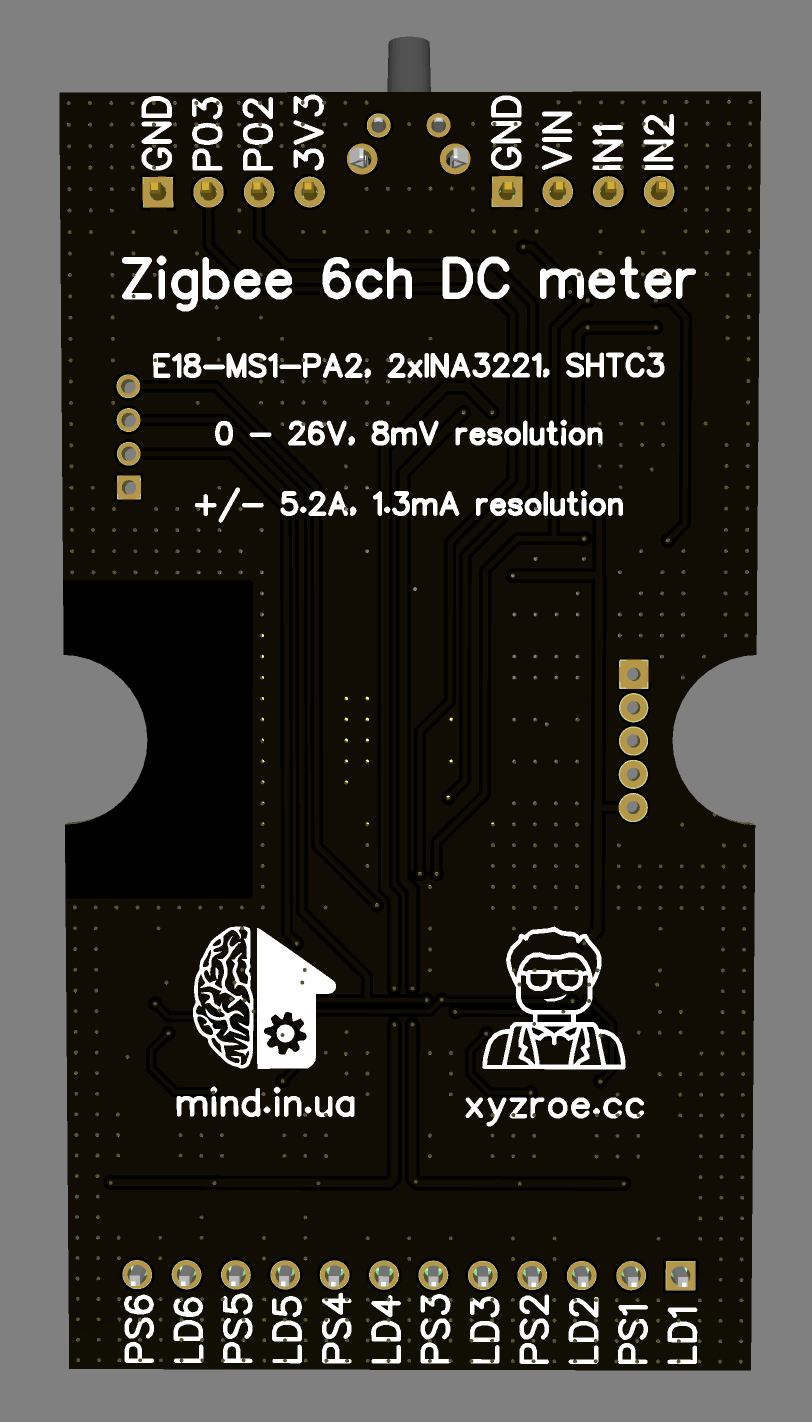 GND PO3 PO2 3V3 GND VIN IN1 IN2
Zigbee 6ch DC meter
E18-MS1-PA2, 2xINA3221, SHTC3
0 - 26V, 8mV resolution
+/- 5.2A, 1.3mA resolution
mind.in.ua xyzroe.cc
PS6 LD6 PS5 LD5 PS4 LD4 PS3 LD3 PS2 LD2 PS1 LD1